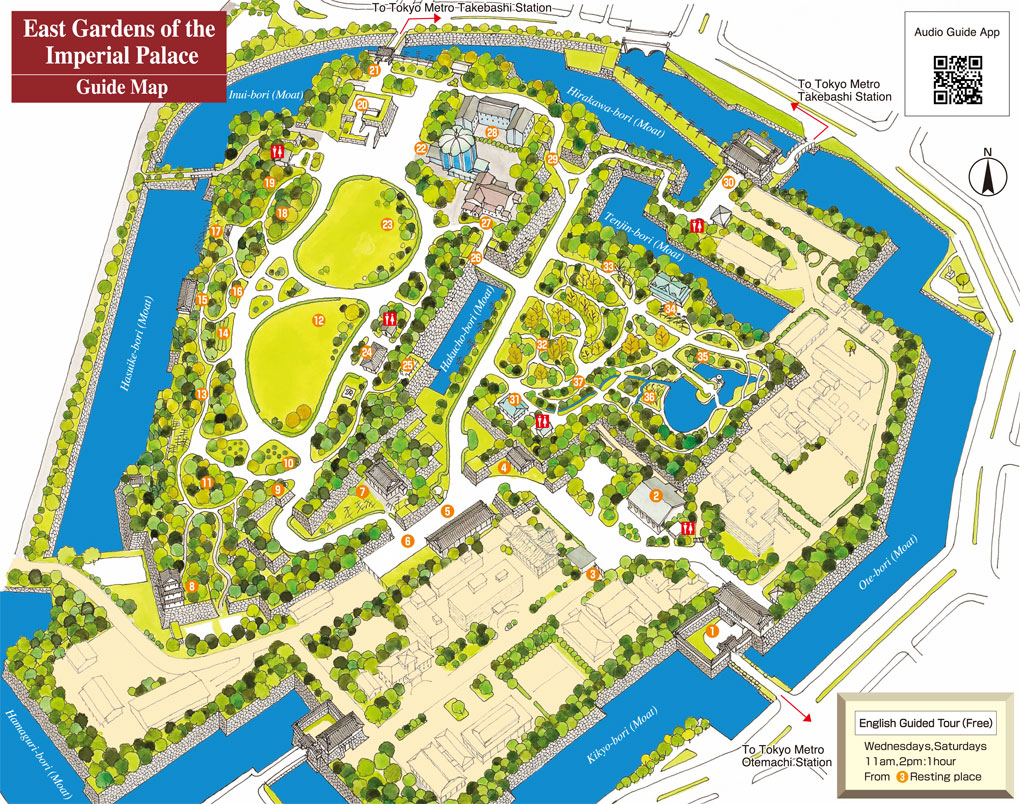 To Tokyo Metro Takebashi Station
East Gardens of the
Imperial Palace
Guide Map
Audio Guide App
To Tokyo Metro
Takebashi Station
N
Inui-bori (Moat)
Hirakawa-bori (Moat)
Tenjin-bori (Moat)
Hasuike-bori (Moat)
Hakucho-bori (Moat)
Ote-bori (Moat)
Kikyo-bori (Moat)
Hamaguri-bori (Moat)
21
20
28
22
29
19
18
17
23
27
30
26
33
16
15
12
34
14
24
25
32
35
37
36
31
13
10
11
9
7
4
2
5
6
3
8
1
To Tokyo Metro
Otemachi Station
English Guided Tour (Free)
Wednesdays,Saturdays
11am,2pm:1hour
From 3 Resting place